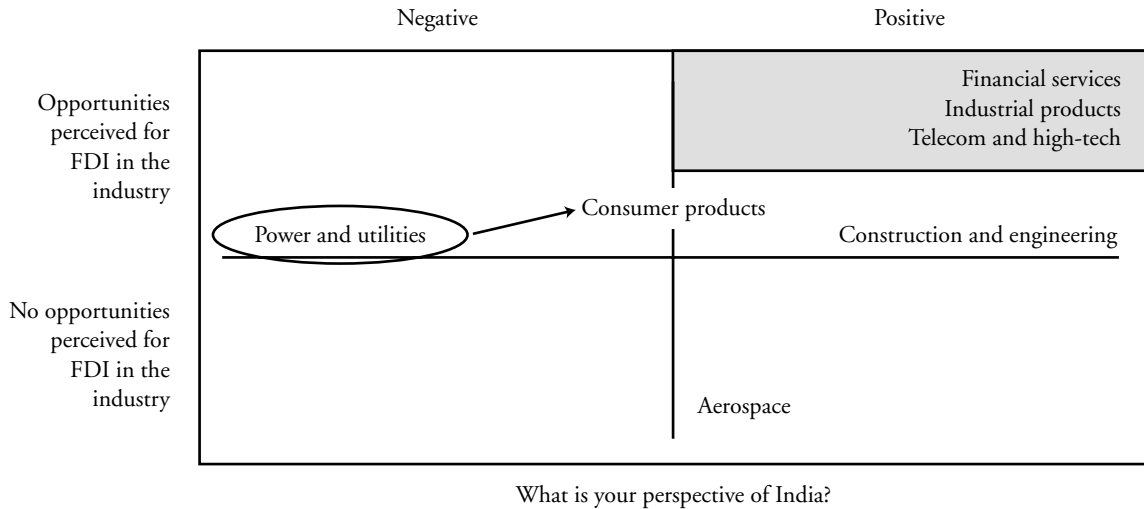 Negative
Positive
Opportunities
perceived for
FDI in the
industry
Financial services
Industrial products
Telecom and high-tech
Consumer products
Power and utilities
Construction and engineering
No opportunities
perceived for
FDI in the
industry
Aerospace
What is your perspective of India?